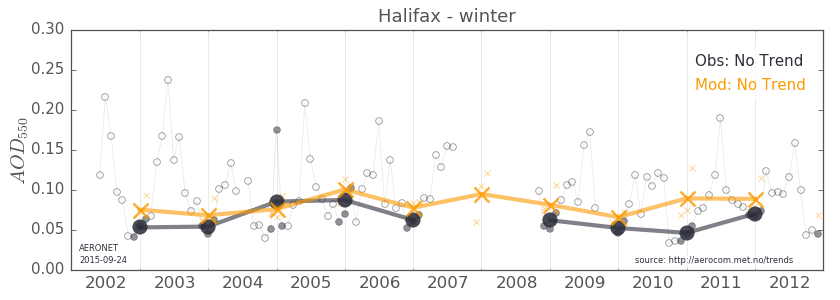 Halifax - winter
0.30
0.25
0.20
0.15
0.10
0.05
0.00
AOD550
Obs: No Trend
Mod: No Trend
AERONET
2015-09-24
source: http://aerocom.met.no/trends
2002 2003 2004 2005 2006 2007 2008 2009 2010 2011 2012